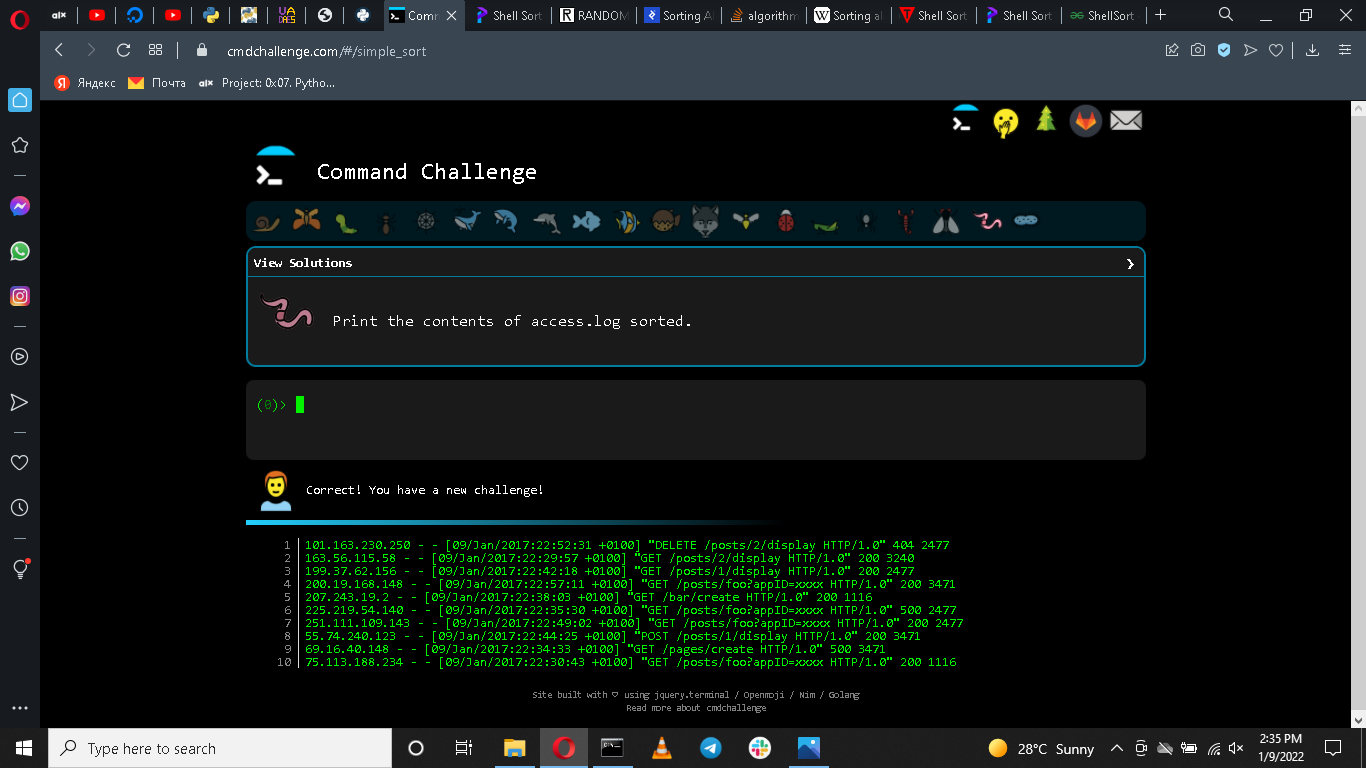 alx
Comm
Shell Sort
RANDOM
Sorting Al
algorithm
Sorting al
Shell Sort
Shell Sort
ShellSort
cmdchallenge.com/#/simple_sort
Яндекс
Почта
alx
Project: 0x07. Pytho...
Command Challenge
View Solutions
Print the contents of access.log sorted.
(0)>
Correct! You have a new challenge!
1 101.163.230.250 - - [09/Jan/2017:22:52:31 +0100] "DELETE /posts/2/display HTTP/1.0" 404 2477
2 163.56.115.58 - - [09/Jan/2017:22:29:57 +0100] "GET /posts/2/display HTTP/1.0" 200 3240
3 199.37.62.156 - - [09/Jan/2017:22:42:18 +0100] "GET /posts/1/display HTTP/1.0" 200 2477
4 200.19.168.148 - - [09/Jan/2017:22:57:11 +0100] "GET /posts/foo?appID=xxxx HTTP/1.0" 200 3471
5 207.243.19.2 - - [09/Jan/2017:22:38:03 +0100] "GET /bar/create HTTP/1.0" 200 1116
6 225.219.54.140 - - [09/Jan/2017:22:35:30 +0100] "GET /posts/foo?appID=xxxx HTTP/1.0" 500 2477
7 251.111.109.143 - - [09/Jan/2017:22:49:02 +0100] "GET /posts/foo?appID=xxxx HTTP/1.0" 200 2477
8 55.74.240.123 - - [09/Jan/2017:22:44:25 +0100] "POST /posts/1/display HTTP/1.0" 200 3471
9 69.16.40.148 - - [09/Jan/2017:22:34:33 +0100] "GET /pages/create HTTP/1.0" 500 3471
10 75.113.188.234 - - [09/Jan/2017:22:30:43 +0100] "GET /posts/foo?appID=xxxx HTTP/1.0" 200 1116
Site built with ♡ using jquery.terminal / Openmoji / Nim / Golang
Read more about cmdchallenge
Type here to search
28°C Sunny
2:35 PM
1/9/2022